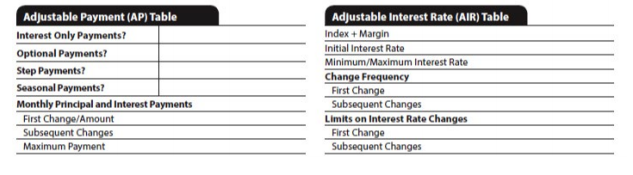 Adjustable Payment (AP) Table
Interest Only Payments?
Optional Payments?
Step Payments?
Seasonal Payments?
Monthly Principal and Interest Payments
First Change/Amount
Subsequent Changes
Maximum Payment
Adjustable Interest Rate (AIR) Table
Index + Margin
Initial Interest Rate
Minimum/Maximum Interest Rate
Change Frequency
First Change
Subsequent Changes
Limits on Interest Rate Changes
First Change
Subsequent Changes